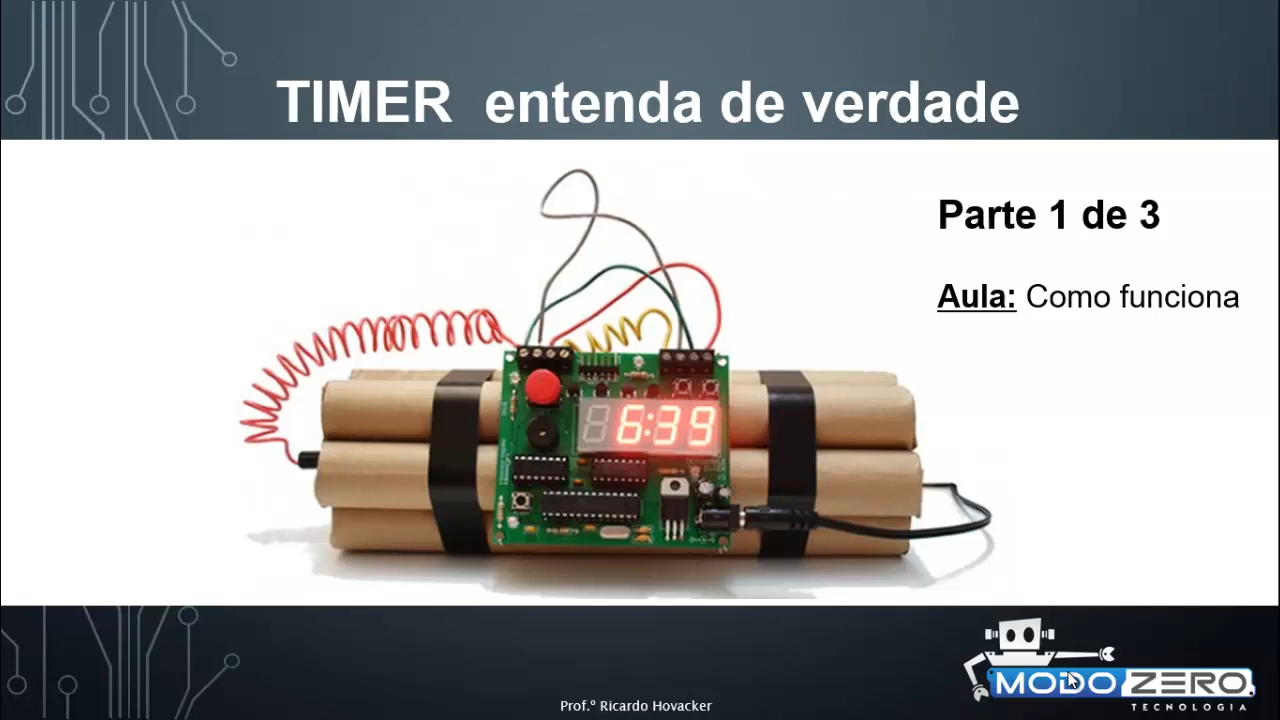 TIMER entenda de verdade
Parte 1 de 3
Aula: Como funciona
6:39
MODO ZERO
TECNOLOGIA
Prof.º Ricardo Hovacker